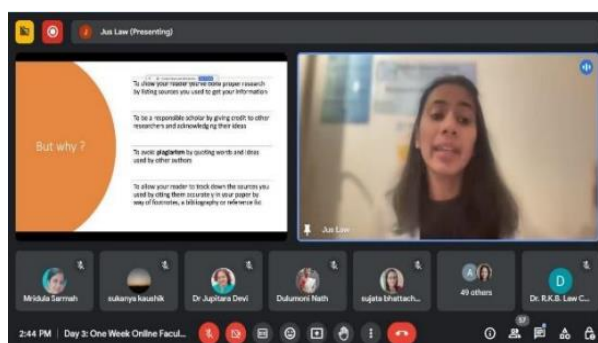 Jus Law (Presenting)
But why ?
To show your reader you've done proper research
by listing sources you used to get your information
To be a responsible scholar by giving credit to other
researchers and acknowledging their ideas
To avoid plagiarism by quoting words and ideas
used by other authors
To allow your reader to track down the sources you
used by citing them accurately in your paper by
way of footnotes, a bibliography or reference list
Jus Law
Mridula Sarmah
sukanya kaushik
Dr Jupitara Devi
Dulumoni Nath
sujata bhattach...
A
49 others
D
Dr. R.K.B. Law C...
2:44 PM | Day 3: One Week Online Facul...
57